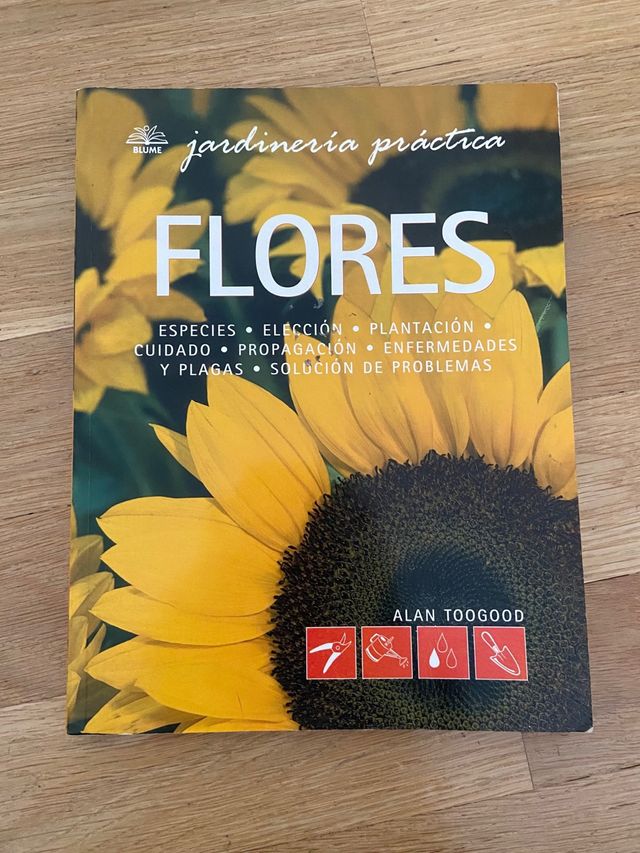 BLUME
jardinería práctica
FLORES
ESPECIES • ELECCIÓN • PLANTACIÓN •
CUIDADO • PROPAGACIÓN • ENFERMEDADES
Y PLAGAS • SOLUCIÓN DE PROBLEMAS
ALAN TOOGOOD